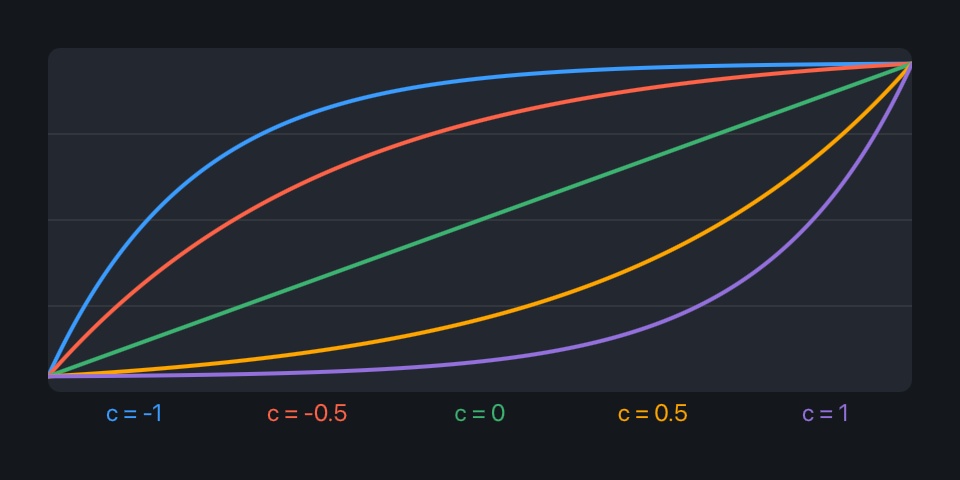 c = -1 c = -0.5 c = 0 c = 0.5 c = 1